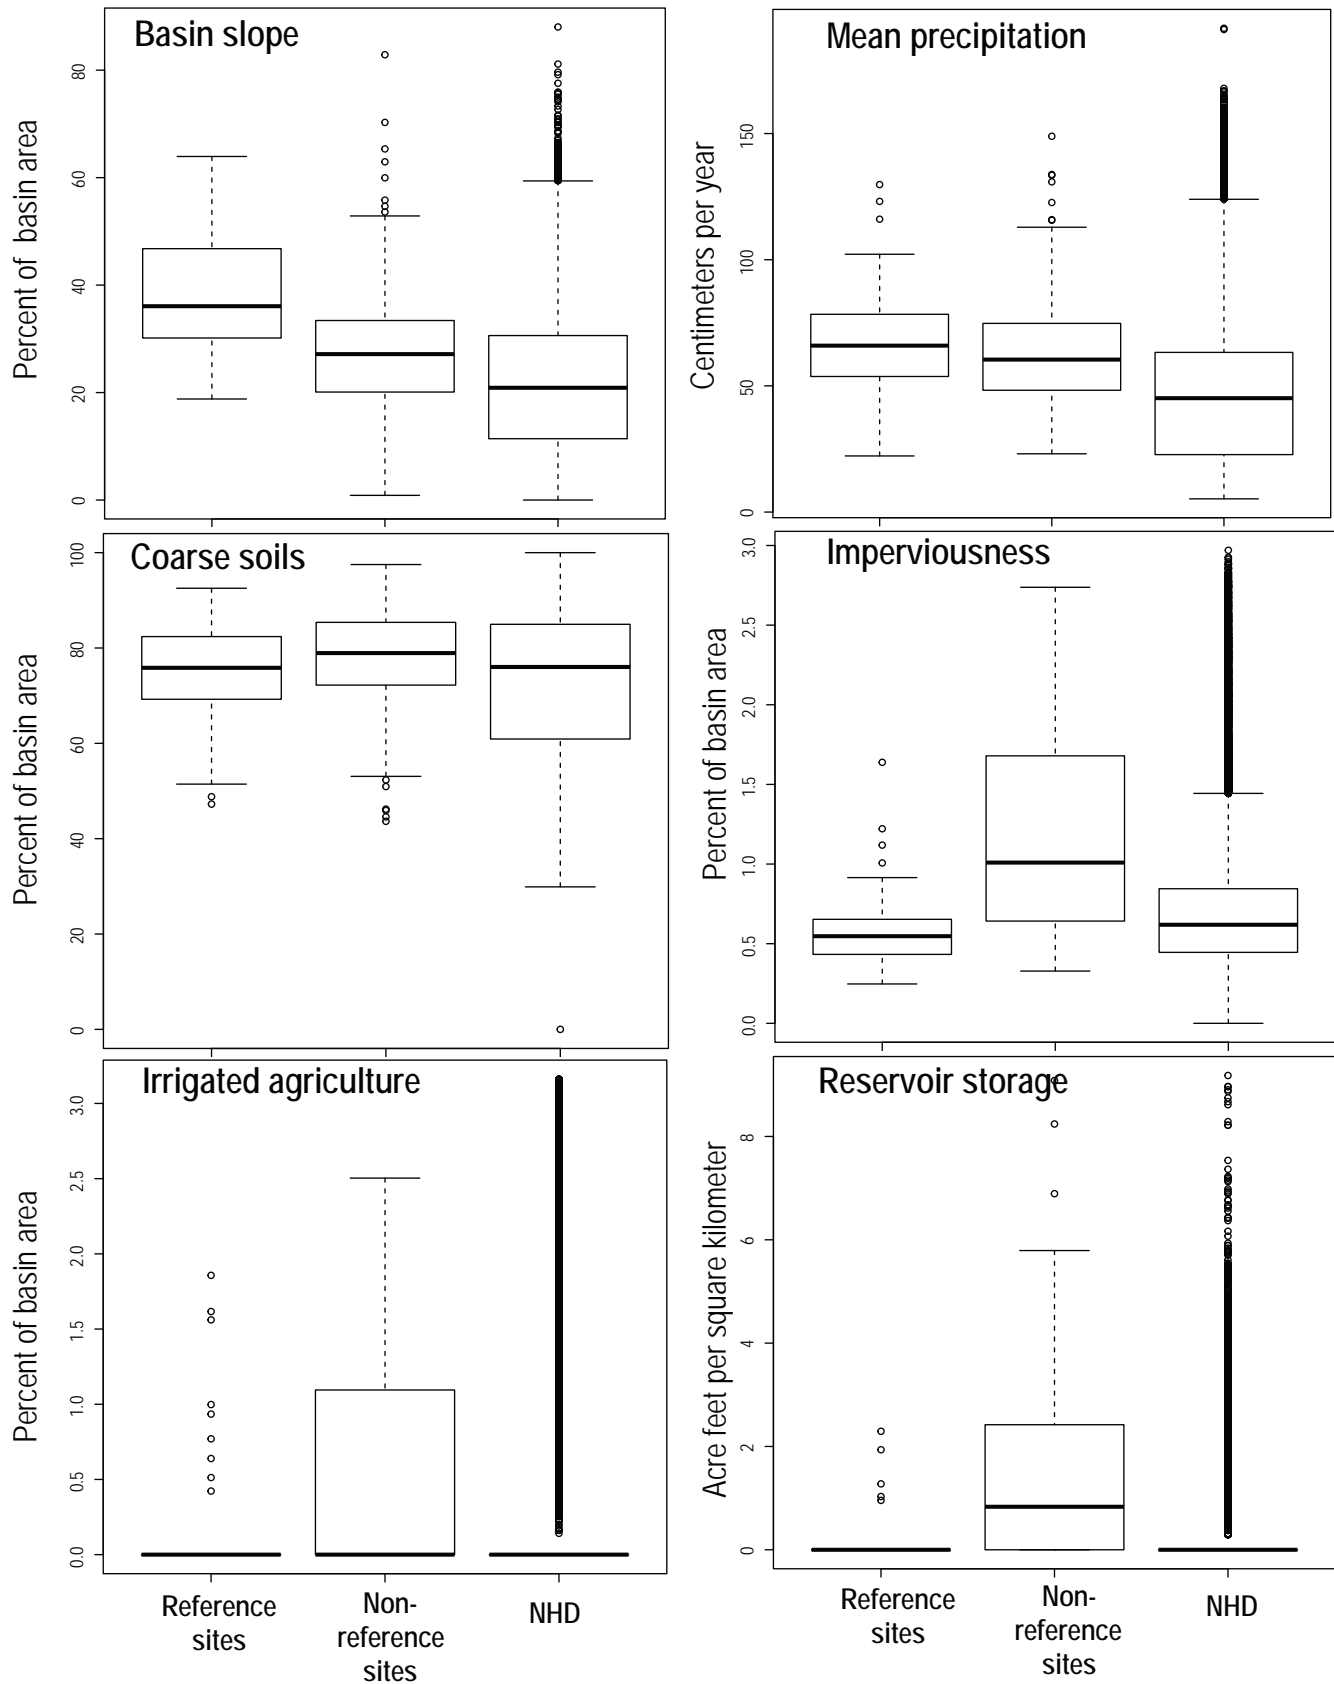 Basin slope
Percent of basin area
80
60
40
20
0
Mean precipitation
Centimeters per year
150
100
50
0
Coarse soils
Percent of basin area
100
80
60
40
20
0
Imperviousness
Percent of basin area
3.0
2.5
2.0
1.5
1.0
0.5
0.0
Irrigated agriculture
Percent of basin area
3.0
2.5
2.0
1.5
1.0
0.5
0.0
Reservoir storage
Acre feet per square kilometer
8
6
4
2
0
Reference
sites
Non-
reference
sites
NHD
Reference
sites
Non-
reference
sites
NHD